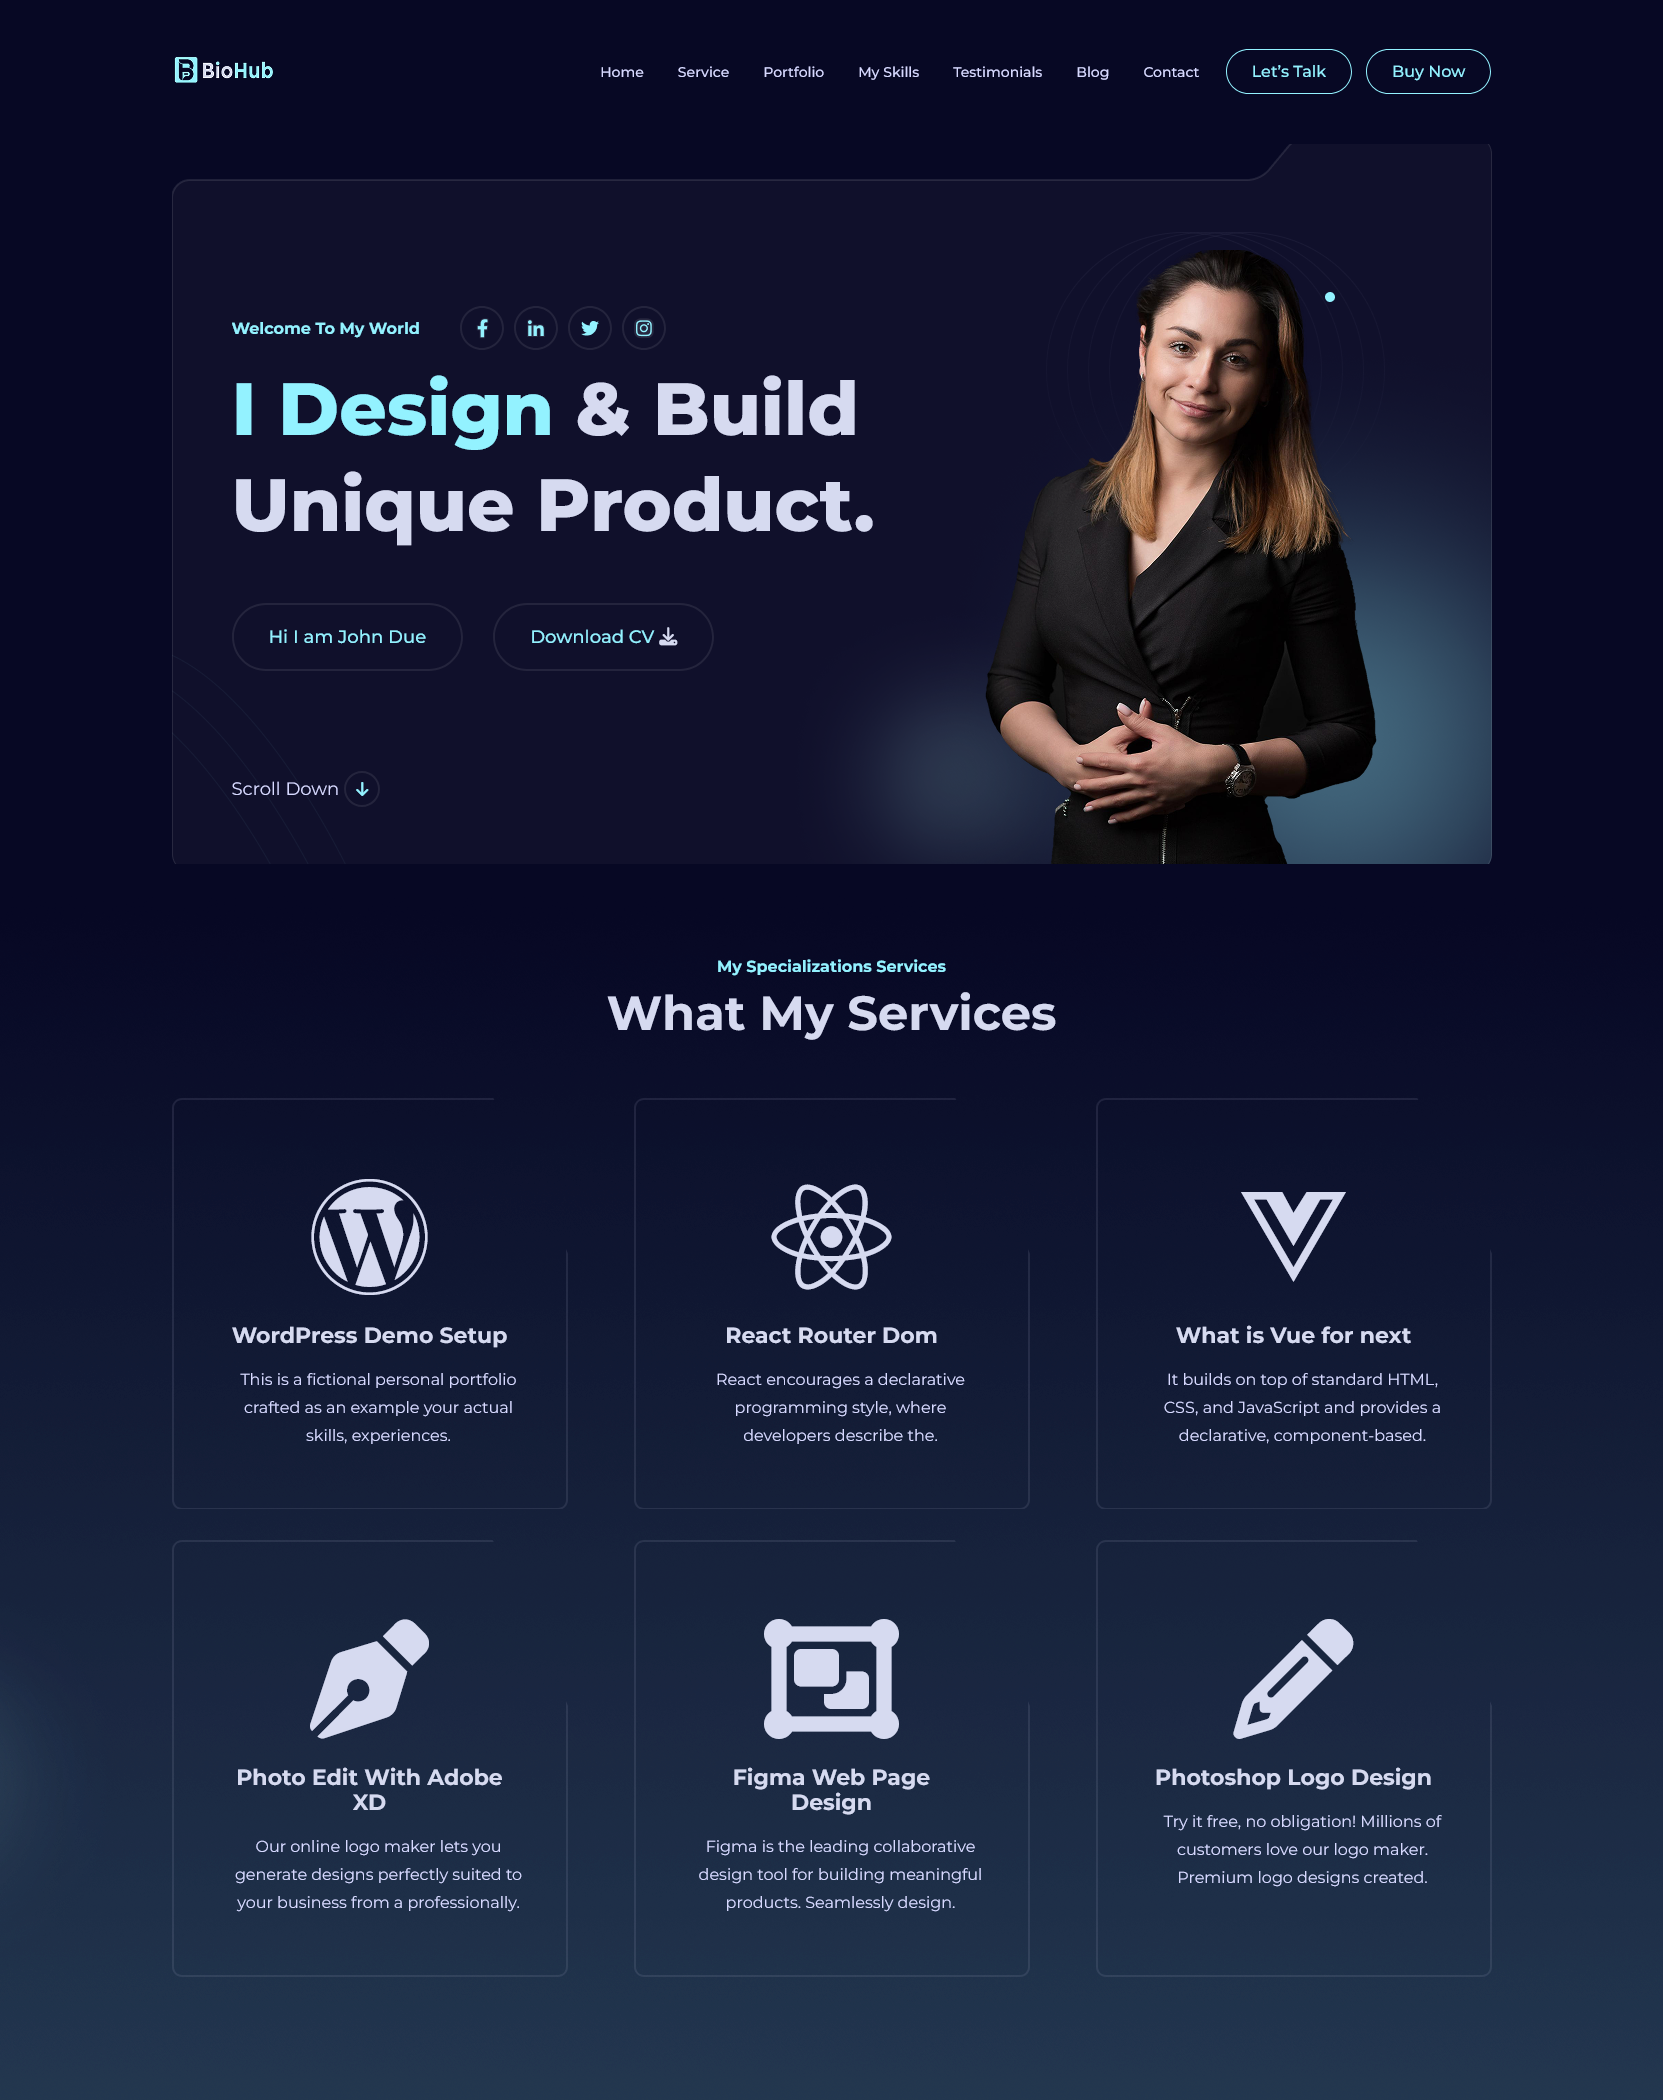 BioHub
Home Service Portfolio My Skills Testimonials Blog Contact Let's Talk Buy Now
Welcome To My World
I Design & Build
Unique Product.
Hi I am John Due Download CV
Scroll Down
My Specializations Services
What My Services
WordPress Demo Setup
This is a fictional personal portfolio
crafted as an example your actual
skills, experiences.
React Router Dom
React encourages a declarative
programming style, where
developers describe the.
What is Vue for next
It builds on top of standard HTML,
CSS, and JavaScript and provides a
declarative, component-based.
Photo Edit With Adobe
XD
Our online logo maker lets you
generate designs perfectly suited to
your business from a professionally.
Figma Web Page
Design
Figma is the leading collaborative
design tool for building meaningful
products. Seamlessly design.
Photoshop Logo Design
Try it free, no obligation! Millions of
customers love our logo maker.
Premium logo designs created.